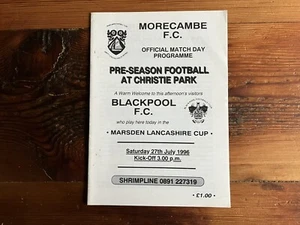 MORECAMBE
F.C.
OFFICIAL MATCH DAY
PROGRAMME
PRE-SEASON FOOTBALL
AT CHRISTIE PARK
A Warm Welcome to this afternoon's visitors
BLACKPOOL
F.C.
who play here today in the
• MARSDEN LANCASHIRE CUP •
Saturday 27th July 1996
Kick-Off 3.00 p.m.
SHRIMPLINE 0891 227319
• £1.00 •